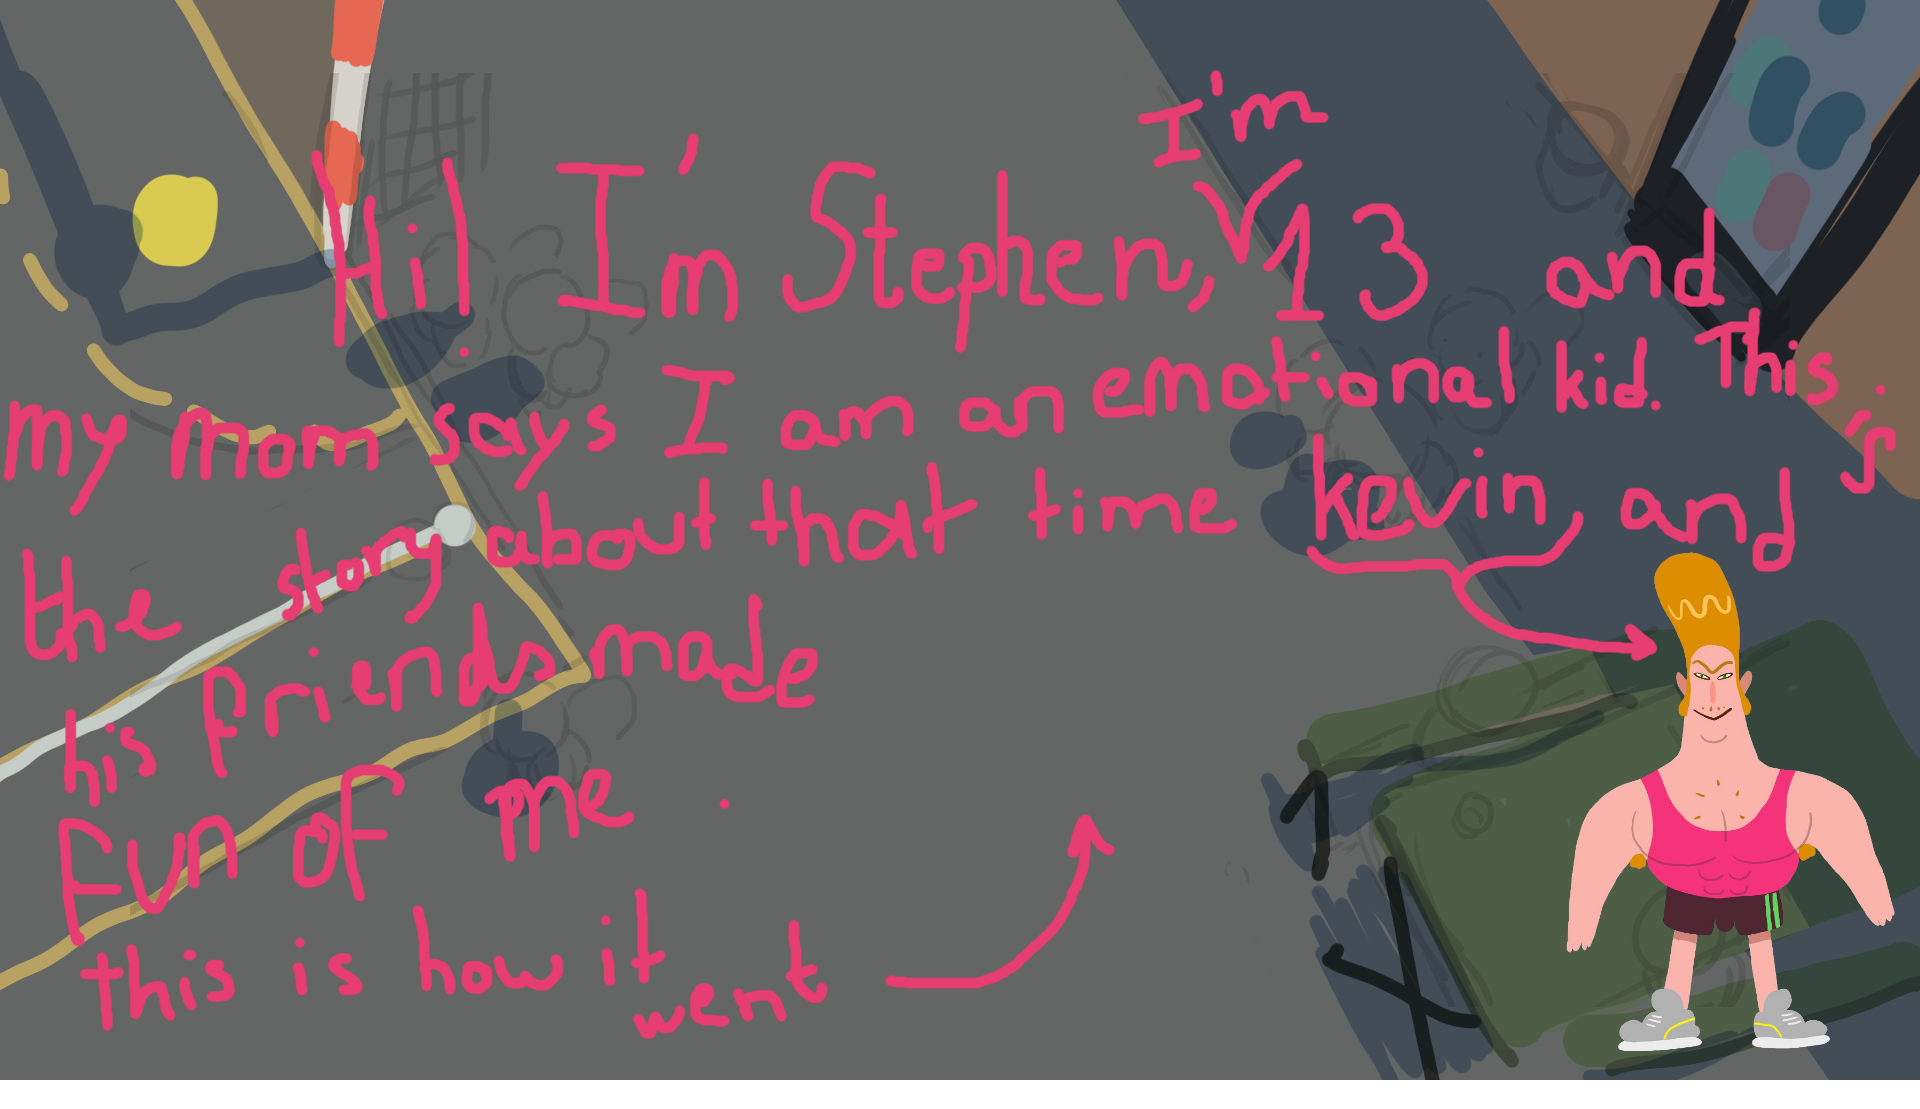 Hi! I'm Stephen, I'm 13 and
my mom says I am an emotional kid. This is
the story about that time kevin, and
his friends made
fun of me.
this is how it went